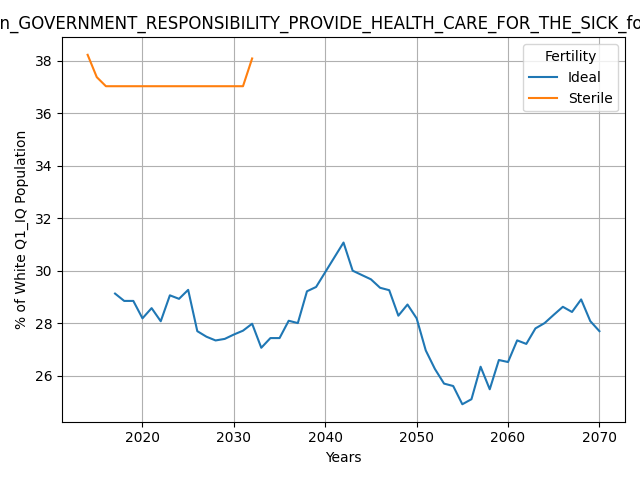 n_GOVERNMENT_RESPONSIBILITY_PROVIDE_HEALTH_CARE_FOR_THE_SICK_fo
Fertility
Ideal
Sterile
38
36
34
32
30
28
26
% of White Q1_IQ Population
2020 2030 2040 2050 2060 2070
Years